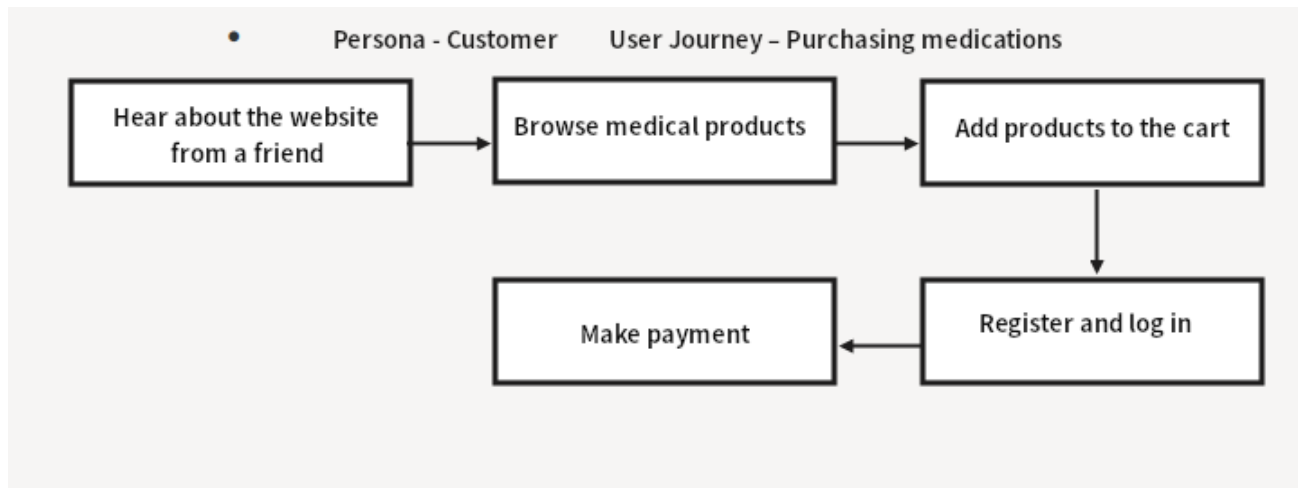 • Persona - Customer User Journey – Purchasing medications
Hear about the website
from a friend
Browse medical products
Add products to the cart
Register and log in
Make payment